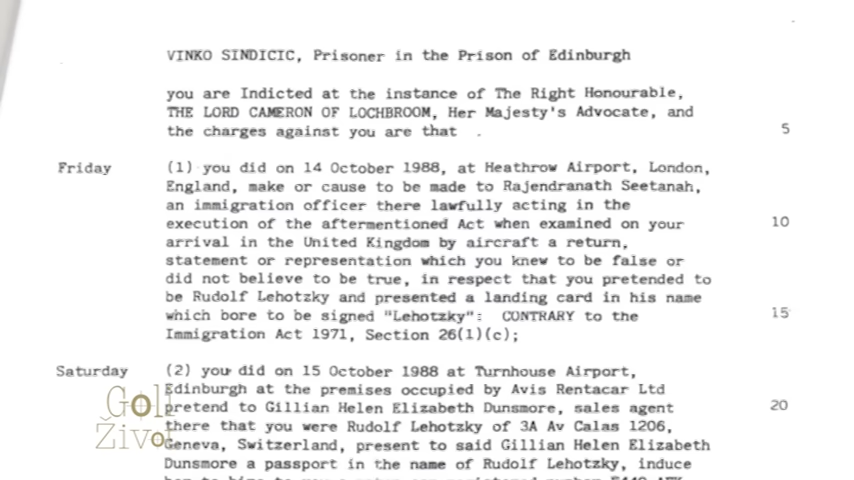 VINKO SINDICIC, Prisoner in the Prison of Edinburgh
you are Indicted at the instance of The Right Honourable,
THE LORD CAMERON OF LOCHBROOM, Her Majesty's Advocate, and
the charges against you are that . 5
Friday (1) you did on 14 October 1988, at Heathrow Airport, London,
England, make or cause to be made to Rajendranath Seetanah,
an immigration officer there lawfully acting in the
execution of the aftermentioned Act when examined on your 10
arrival in the United Kingdom by aircraft a return,
statement or representation which you knew to be false or
did not believe to be true, in respect that you pretended to
be Rudolf Lehotzky and presented a landing card in his name
which bore to be signed "Lehotzky": CONTRARY to the 15
Immigration Act 1971, Section 26(1)(c);
Saturday (2) you did on 15 October 1988 at Turnhouse Airport,
Edinburgh at the premises occupied by Avis Rentacar Ltd
pretend to Gillian Helen Elizabeth Dunsmore, sales agent 20
there that you were Rudolf Lehotzky of 3A Av Calas 1206,
Geneva, Switzerland, present to said Gillian Helen Elizabeth
Dunsmore a passport in the name of Rudolf Lehotzky, induce
Goli
Život